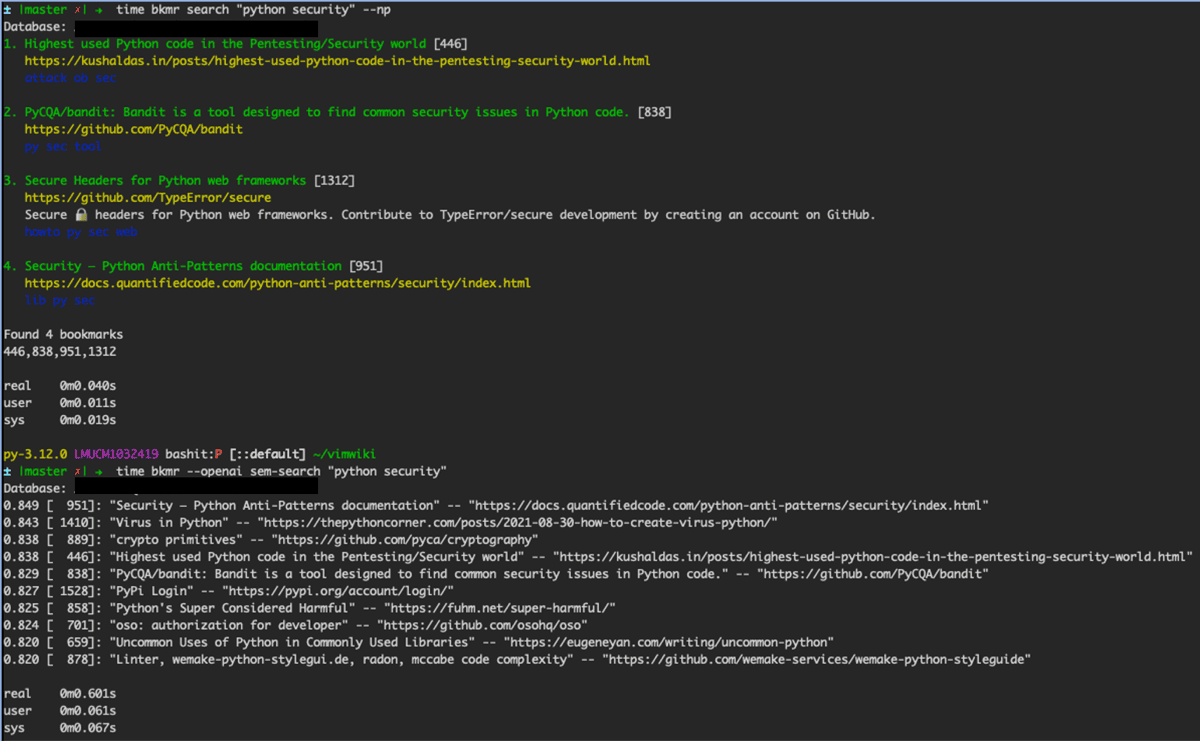 ± |master ✗| → time bkmr search "python security" --np
Database:
1. Highest used Python code in the Pentesting/Security world [446]
https://kushaldas.in/posts/highest-used-python-code-in-the-pentesting-security-world.html
attack ob sec
2. PyCQA/bandit: Bandit is a tool designed to find common security issues in Python code. [838]
https://github.com/PyCQA/bandit
py sec tool
3. Secure Headers for Python web frameworks [1312]
https://github.com/TypeError/secure
Secure 🔒 headers for Python web frameworks. Contribute to TypeError/secure development by creating an account on GitHub.
howto py sec web
4. Security — Python Anti-Patterns documentation [951]
https://docs.quantifiedcode.com/python-anti-patterns/security/index.html
lib py sec
Found 4 bookmarks
446,838,951,1312
real 0m0.040s
user 0m0.011s
sys 0m0.019s
py-3.12.0 LMUCM1032419 bashit:P [::default] ~/vimwiki
± |master ✗| → time bkmr --openai sem-search "python security"
Database:
0.849 [  951]: "Security — Python Anti-Patterns documentation" -- "https://docs.quantifiedcode.com/python-anti-patterns/security/index.html"
0.843 [ 1410]: "Virus in Python" -- "https://thepythoncorner.com/posts/2021-08-30-how-to-create-virus-python/"
0.838 [  889]: "crypto primitives" -- "https://github.com/pyca/cryptography"
0.838 [  446]: "Highest used Python code in the Pentesting/Security world" -- "https://kushaldas.in/posts/highest-used-python-code-in-the-pentesting-security-world.html"
0.829 [  838]: "PyCQA/bandit: Bandit is a tool designed to find common security issues in Python code." -- "https://github.com/PyCQA/bandit"
0.827 [ 1528]: "PyPi Login" -- "https://pypi.org/account/login/"
0.825 [  858]: "Python's Super Considered Harmful" -- "https://fuhm.net/super-harmful/"
0.824 [  701]: "oso: authorization for developer" -- "https://github.com/osohq/oso"
0.820 [  659]: "Uncommon Uses of Python in Commonly Used Libraries" -- "https://eugeneyan.com/writing/uncommon-python"
0.820 [  878]: "Linter, wemake-python-stylegui.de, radon, mccabe code complexity" -- "https://github.com/wemake-services/wemake-python-styleguide"
real 0m0.601s
user 0m0.061s
sys 0m0.067s